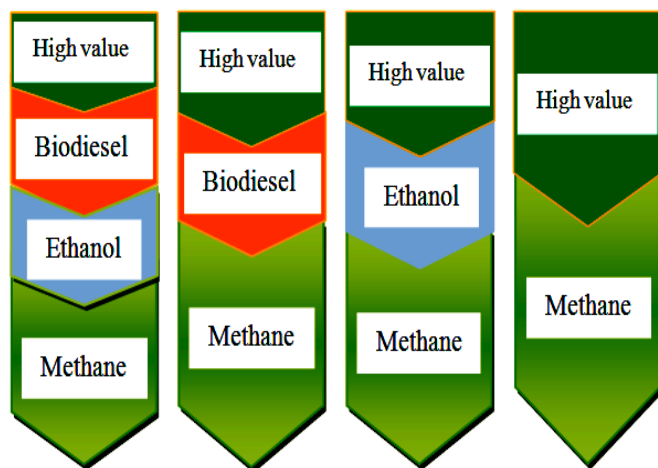 High value
Biodiesel
Ethanol
Methane
High value
Biodiesel
Methane
High value
Ethanol
Methane
High value
Methane